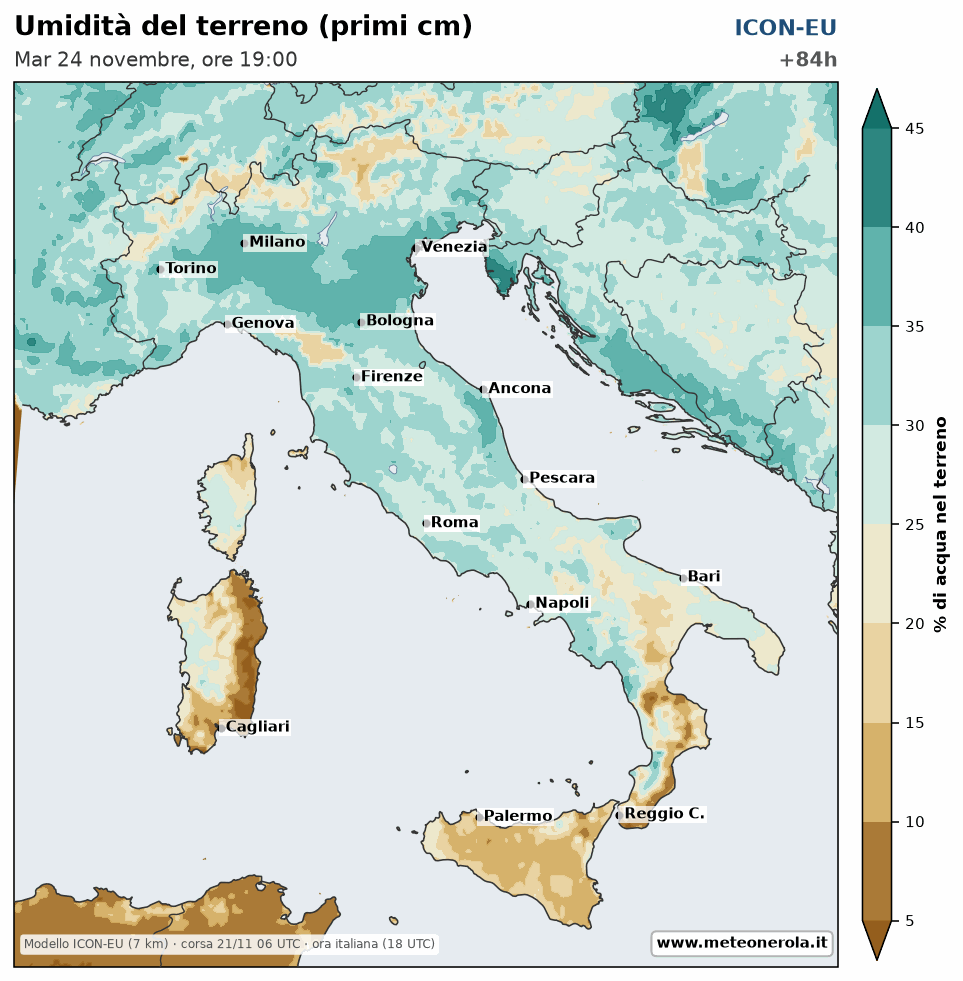 Umidità del terreno (primi cm)
ICON-EU
Mar 24 novembre, ore 19:00
+84h
Milano
Venezia
Torino
Genova
Bologna
Firenze
Ancona
Pescara
Roma
Bari
Napoli
Cagliari
Palermo
Reggio C.
45
40
35
30
25
20
15
10
5
% di acqua nel terreno
Modello ICON-EU (7 km) · corsa 21/11 06 UTC · ora italiana (18 UTC)
www.meteonerola.it